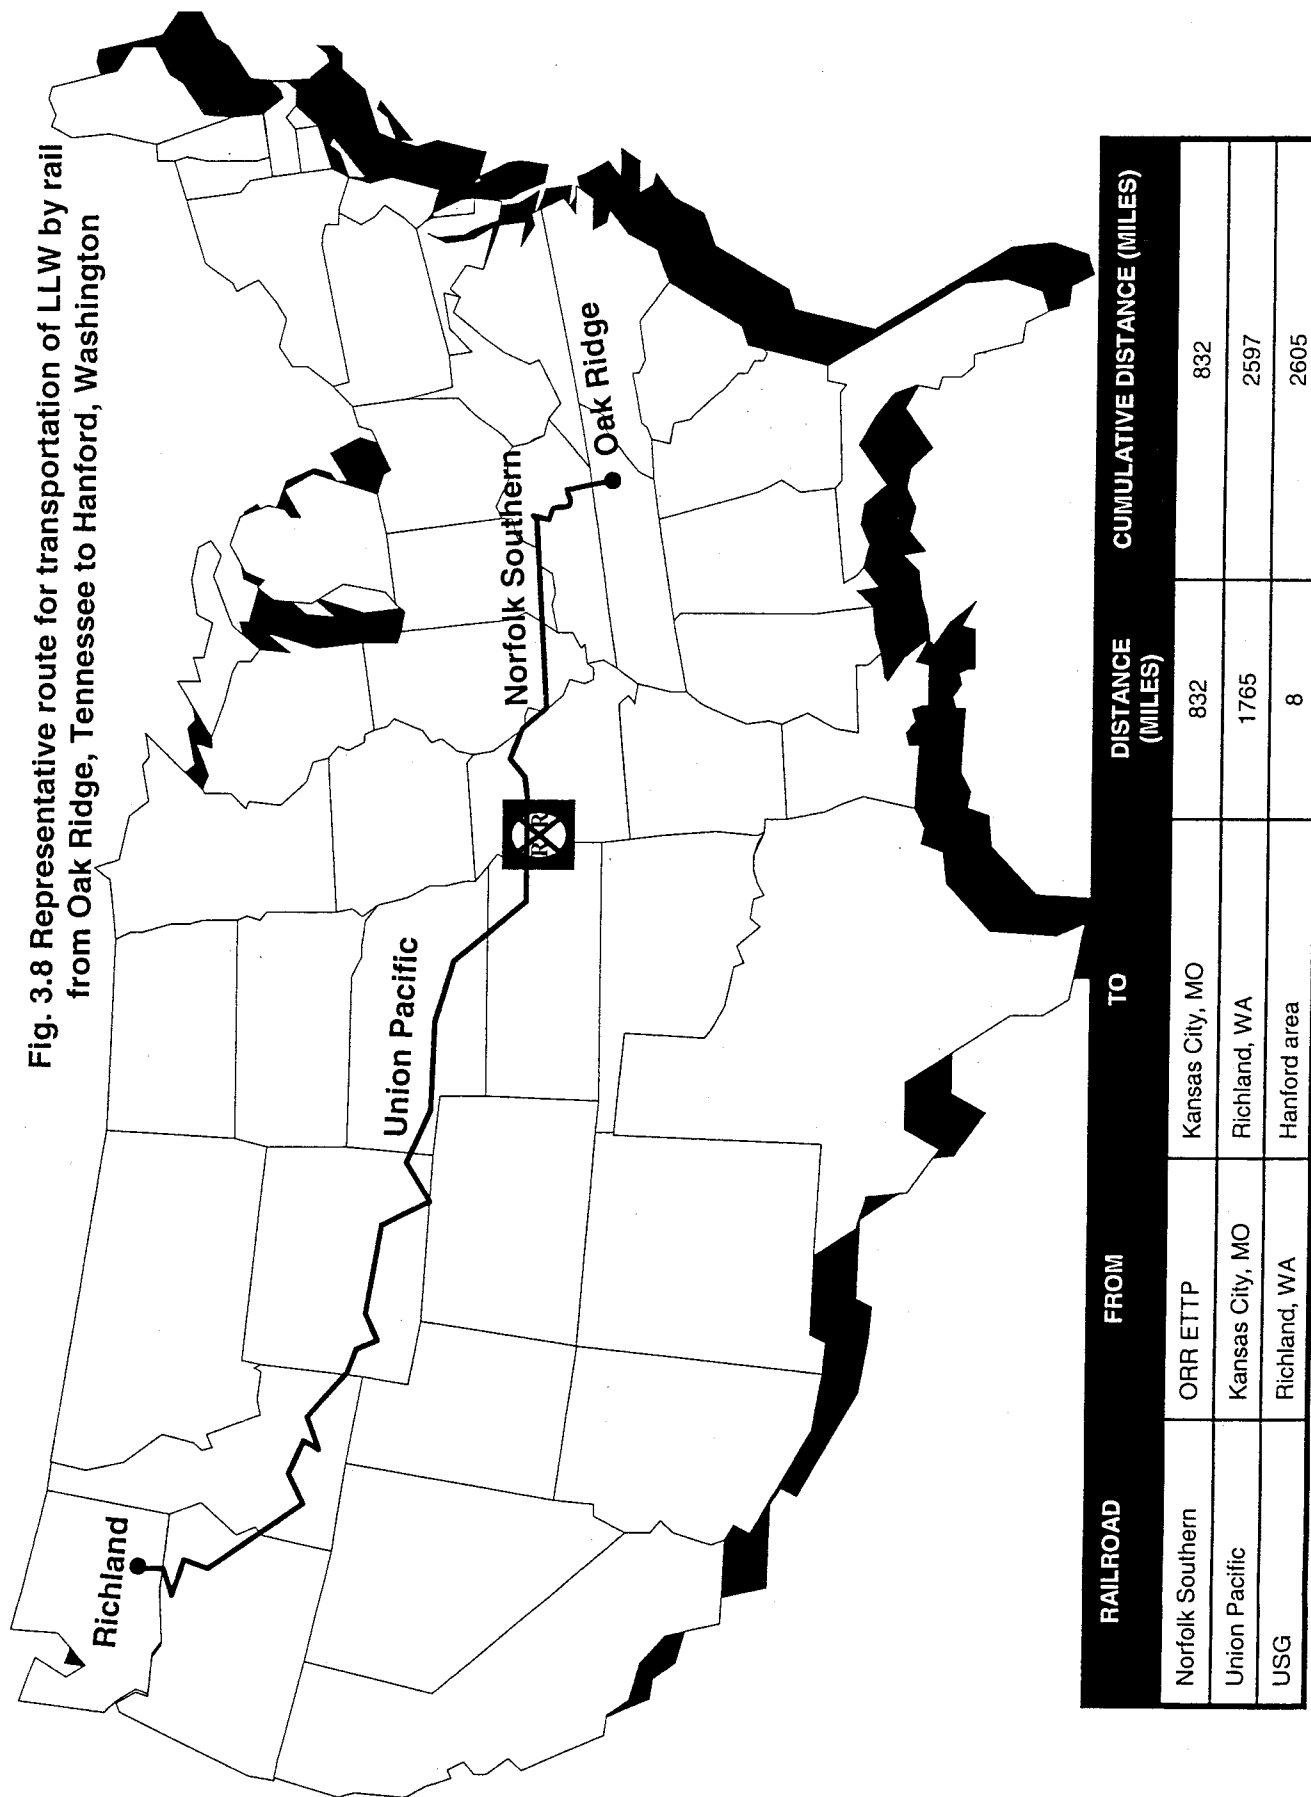 Fig. 3.8 Representative route for transportation of LLW by rail
from Oak Ridge, Tennessee to Hanford, Washington
Richland
Union Pacific
Norfolk Southern
Oak Ridge
R R
RAILROAD FROM TO DISTANCE (MILES) CUMULATIVE DISTANCE (MILES)
Norfolk Southern ORR ETTP Kansas City, MO 832 832
Union Pacific Kansas City, MO Richland, WA 1765 2597
USG Richland, WA Hanford area 8 2605